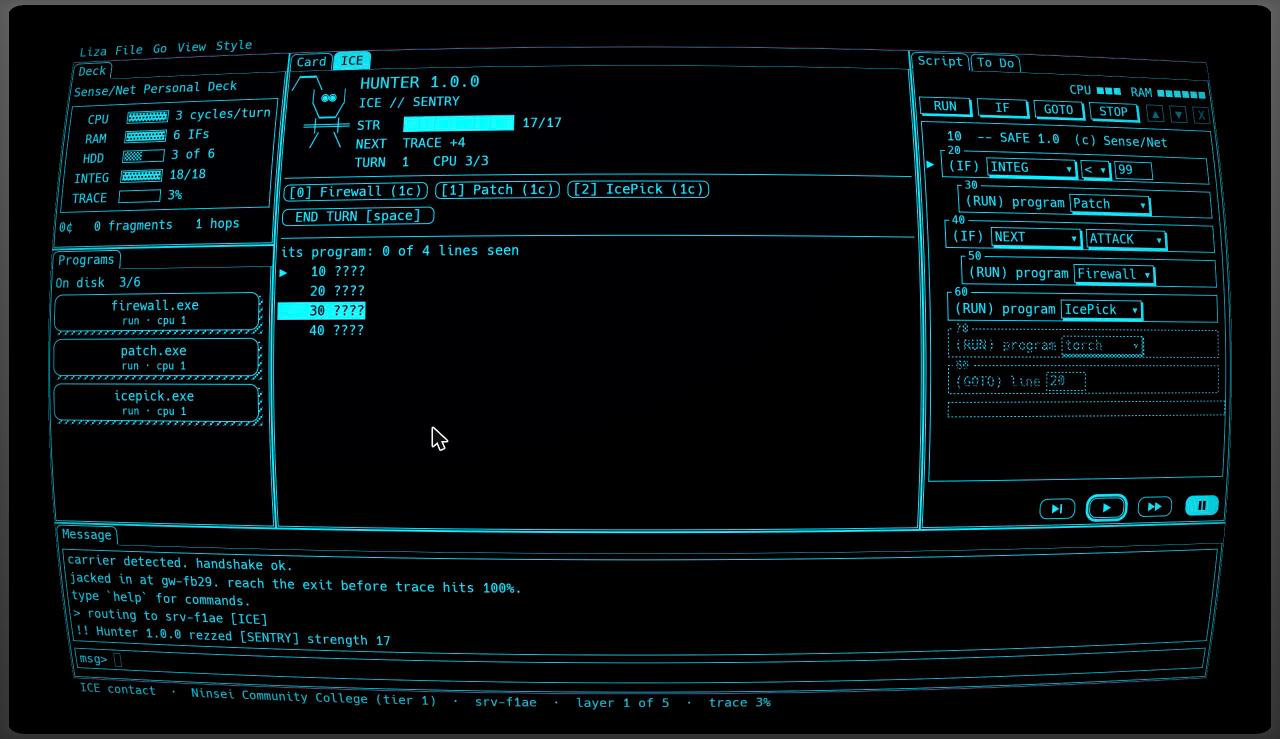 Liza File Go View Style
Deck
Sense/Net Personal Deck
CPU 3 cycles/turn
RAM 6 IFs
HDD 3 of 6
INTEG 18/18
TRACE 3%
0¢ 0 fragments 1 hops
Programs
On disk 3/6
firewall.exe
run · cpu 1
patch.exe
run · cpu 1
icepick.exe
run · cpu 1
Card ICE
HUNTER 1.0.0
ICE // SENTRY
STR 17/17
NEXT TRACE +4
TURN 1 CPU 3/3
[0] Firewall (1c) [1] Patch (1c) [2] IcePick (1c)
END TURN [space]
its program: 0 of 4 lines seen
▶ 10 ????
20 ????
30 ????
40 ????
Script To Do
CPU ■■■ RAM ■■■■■■
RUN IF GOTO STOP ▲ ▼ X
10 -- SAFE 1.0 (c) Sense/Net
20
▶ (IF) INTEG ▾ < ▾ 99
30
(RUN) program Patch ▾
40
(IF) NEXT ▾ ATTACK ▾
50
(RUN) program Firewall ▾
60
(RUN) program IcePick ▾
70
(RUN) program torch ▾
80
(GOTO) line 20
Message
carrier detected. handshake ok.
jacked in at gw-fb29. reach the exit before trace hits 100%.
type `help` for commands.
> routing to srv-f1ae [ICE]
!! Hunter 1.0.0 rezzed [SENTRY] strength 17
msg>
ICE contact · Ninsei Community College (tier 1) · srv-f1ae · layer 1 of 5 · trace 3%